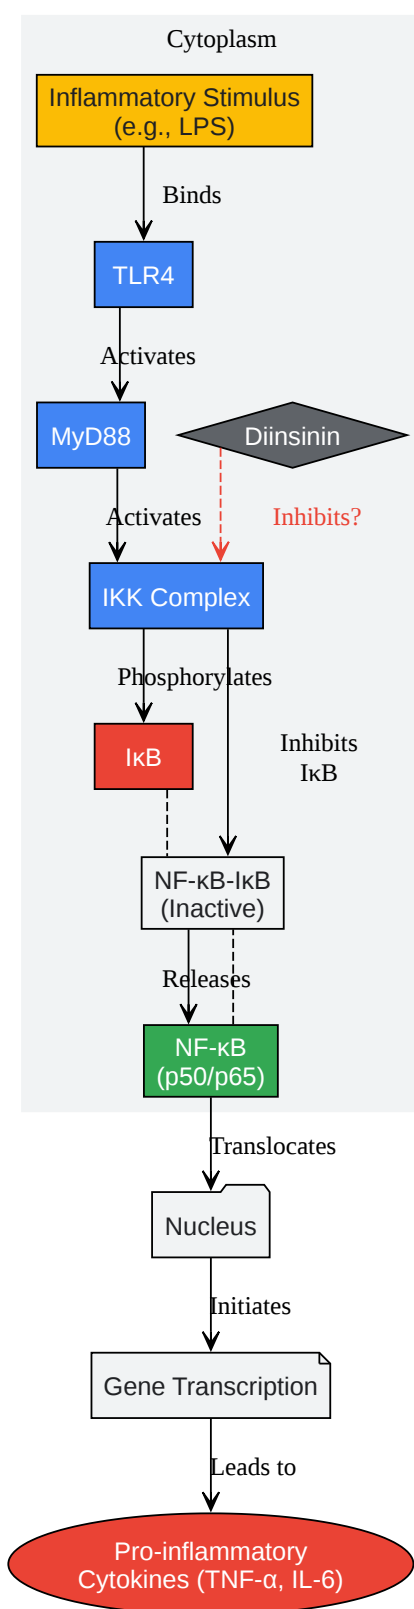 Cytoplasm
Inflammatory Stimulus
(e.g., LPS)
Binds
TLR4
Activates
MyD88
Diinsinin
Activates
Inhibits?
IKK Complex
Phosphorylates
IκB
Inhibits
IκB
NF-κB-IκB
(Inactive)
Releases
NF-κB
(p50/p65)
Translocates
Nucleus
Initiates
Gene Transcription
Leads to
Pro-inflammatory
Cytokines (TNF-α, IL-6)